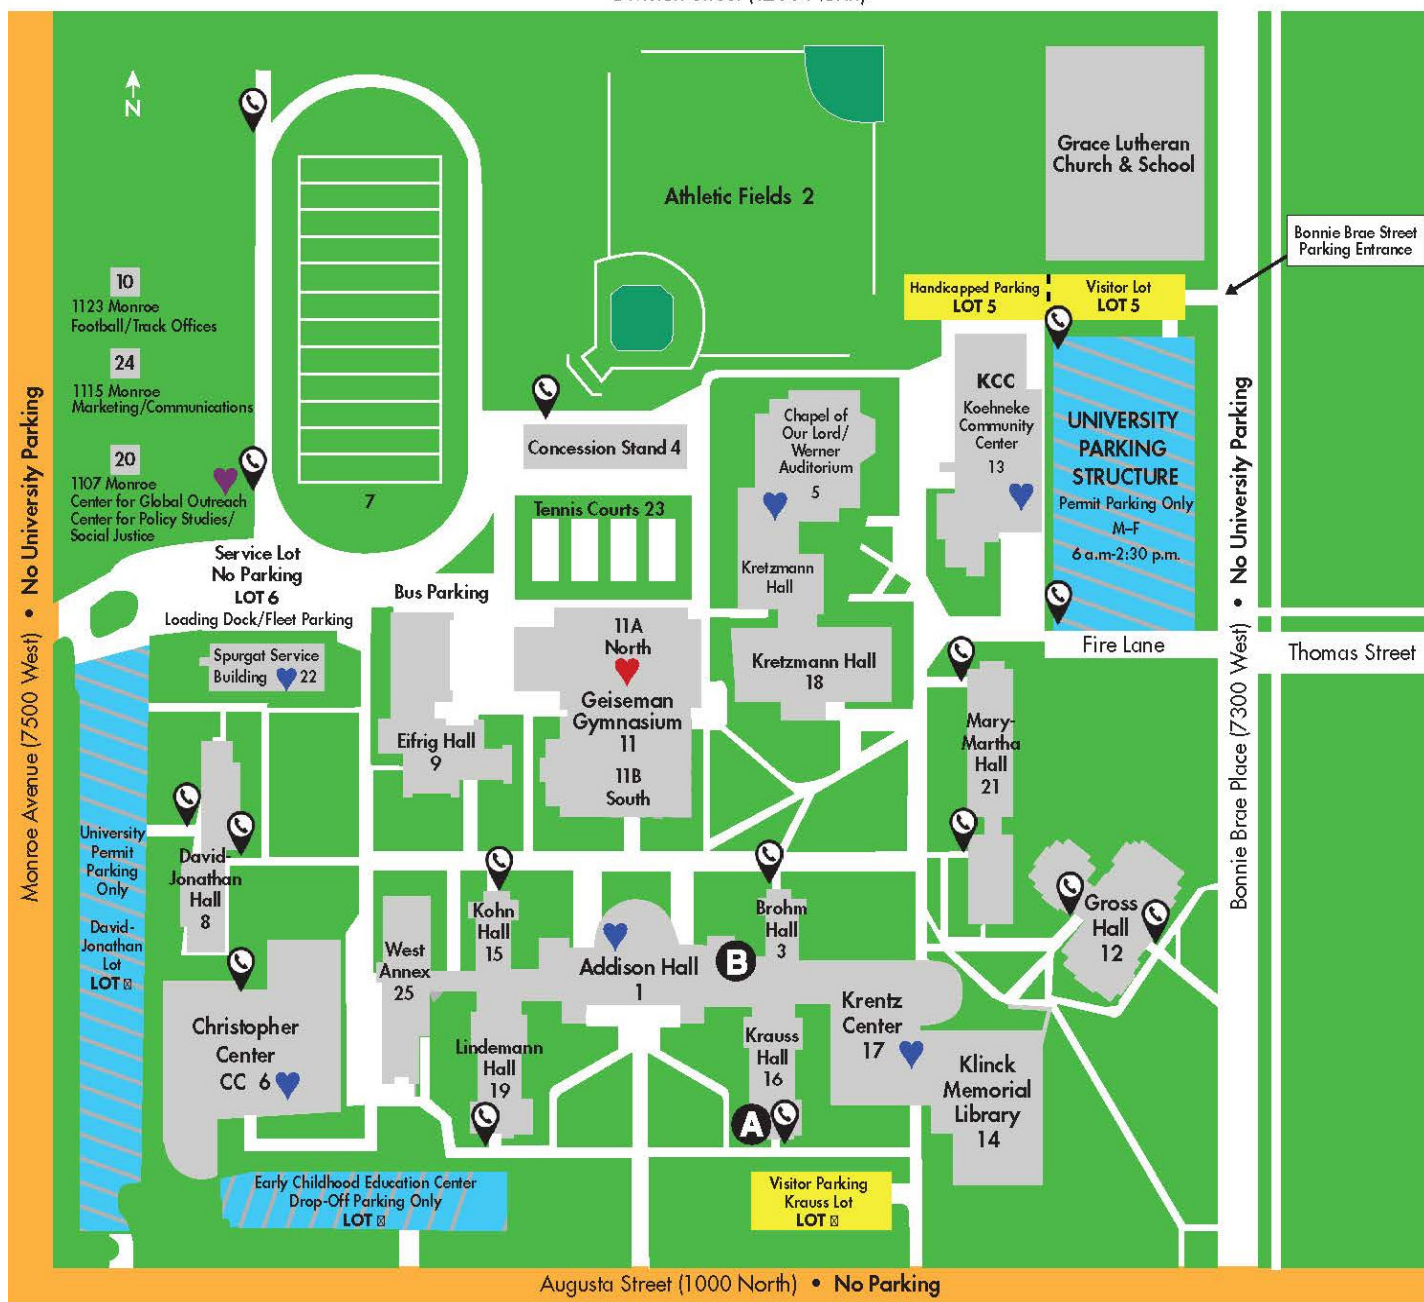 N
Athletic Fields 2
Grace Lutheran
Church & School
Bonnie Brae Street
Parking Entrance
Handicapped Parking
LOT 5
Visitor Lot
LOT 5
10
1123 Monroe
Football/Track Offices
24
1115 Monroe
Marketing/Communications
20
1107 Monroe
Center for Global Outreach
Center for Policy Studies/
Social Justice
7
Concession Stand 4
Tennis Courts 23
Chapel of
Our Lord/
Werner
Auditorium
5
Kretzmann
Hall
KCC
Koehneke
Community
Center
13
UNIVERSITY
PARKING
STRUCTURE
Permit Parking Only
M–F
6 a.m-2:30 p.m.
Service Lot
No Parking
LOT 6
Loading Dock/Fleet Parking
Bus Parking
Spurgat Service
Building 22
11A
North
Geiseman
Gymnasium
11
11B
South
Kretzmann Hall
18
Fire Lane
Thomas Street
Eifrig Hall
9
Mary-
Martha
Hall
21
University
Permit
Parking
Only
David-
Jonathan
Lot
LOT
David-
Jonathan
Hall
8
Kohn
Hall
15
Brohm
Hall
3
Gross
Hall
12
West
Annex
25
Addison Hall
1
B
Krentz
Center
17
Christopher
Center
CC 6
Lindemann
Hall
19
Krauss
Hall
16
A
Klinck
Memorial
Library
14
Early Childhood Education Center
Drop-Off Parking Only
LOT
Visitor Parking
Krauss Lot
LOT
Monroe Avenue (7500 West) • No University Parking
Bonnie Brae Place (7300 West) • No University Parking
Augusta Street (1000 North) • No Parking